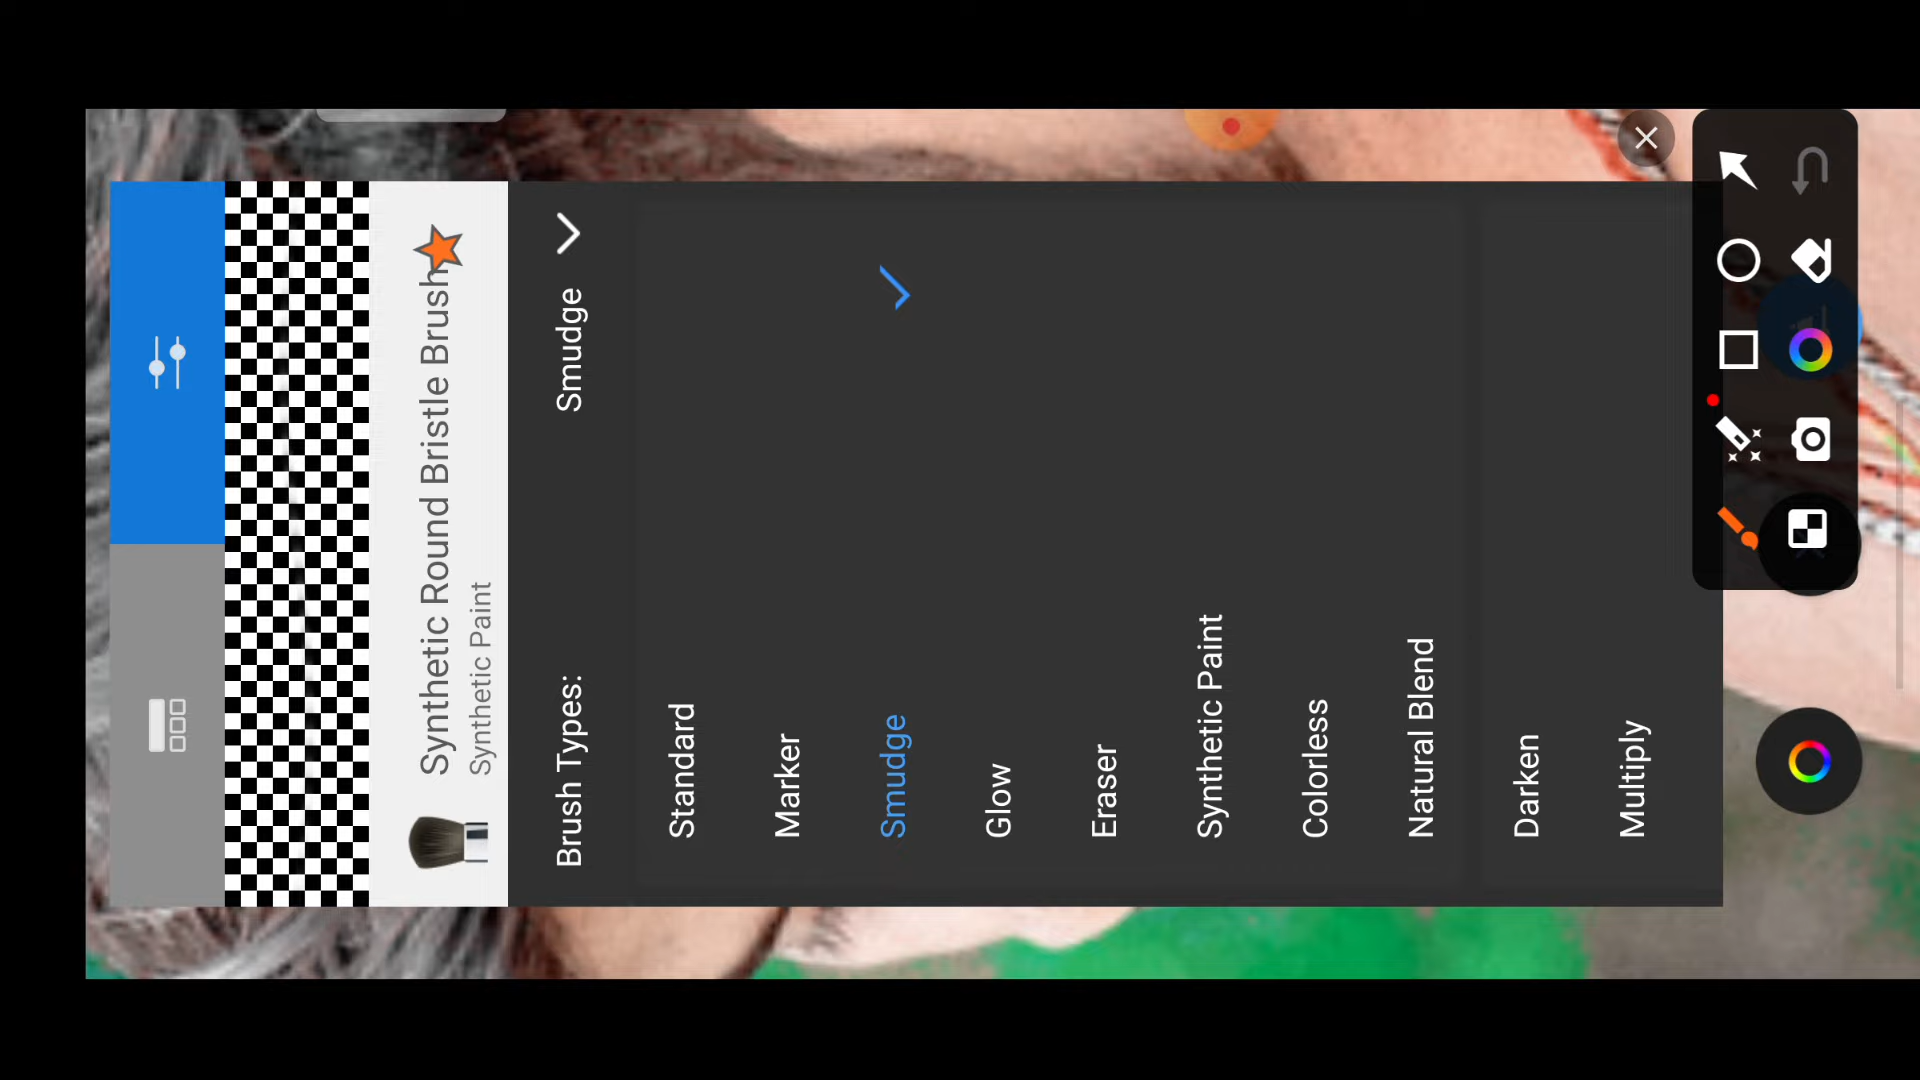 Synthetic Round Bristle Brush
Synthetic Paint
Brush Types: Smudge
Standard
Marker
Smudge
Glow
Eraser
Synthetic Paint
Colorless
Natural Blend
Darken
Multiply